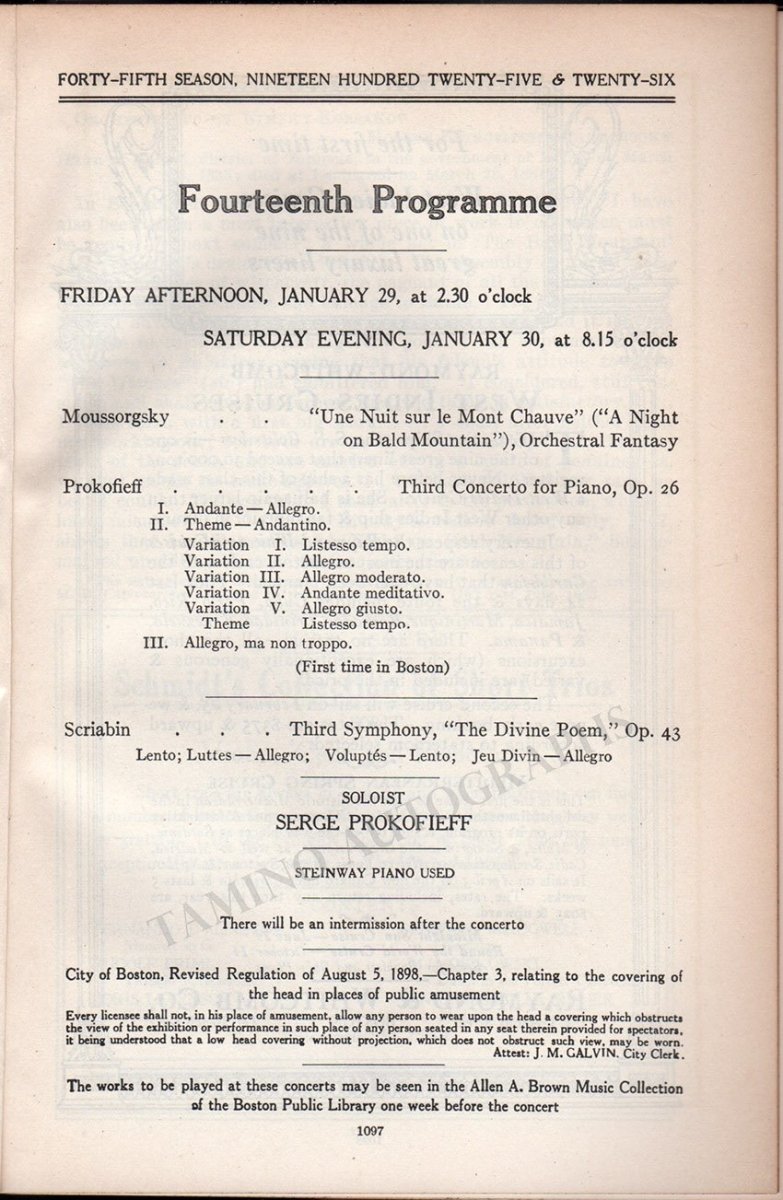 FORTY-FIFTH SEASON, NINETEEN HUNDRED TWENTY-FIVE & TWENTY-SIX
Fourteenth Programme
FRIDAY AFTERNOON, JANUARY 29, at 2.30 o'clock
SATURDAY EVENING, JANUARY 30, at 8.15 o'clock
Moussorgsky . . "Une Nuit sur le Mont Chauve" ("A Night
on Bald Mountain"), Orchestral Fantasy
Prokofieff . . . . . Third Concerto for Piano, Op. 26
I. Andante — Allegro.
II. Theme — Andantino.
Variation I. Listesso tempo.
Variation II. Allegro.
Variation III. Allegro moderato.
Variation IV. Andante meditativo.
Variation V. Allegro giusto.
Theme Listesso tempo.
III. Allegro, ma non troppo.
(First time in Boston)
Scriabin . . . Third Symphony, "The Divine Poem," Op. 43
Lento; Luttes — Allegro; Voluptés — Lento; Jeu Divin — Allegro
SOLOIST
SERGE PROKOFIEFF
STEINWAY PIANO USED
TAMINO AUTOGRAPHS
There will be an intermission after the concerto
City of Boston, Revised Regulation of August 5, 1898,—Chapter 3, relating to the covering of
the head in places of public amusement
Every licensee shall not, in his place of amusement, allow any person to wear upon the head a covering which obstructs
the view of the exhibition or performance in such place of any person seated in any seat therein provided for spectators,
it being understood that a low head covering without projection, which does not obstruct such view, may be worn.
Attest: J. M. GALVIN. City Clerk.
The works to be played at these concerts may be seen in the Allen A. Brown Music Collection
of the Boston Public Library one week before the concert
1097